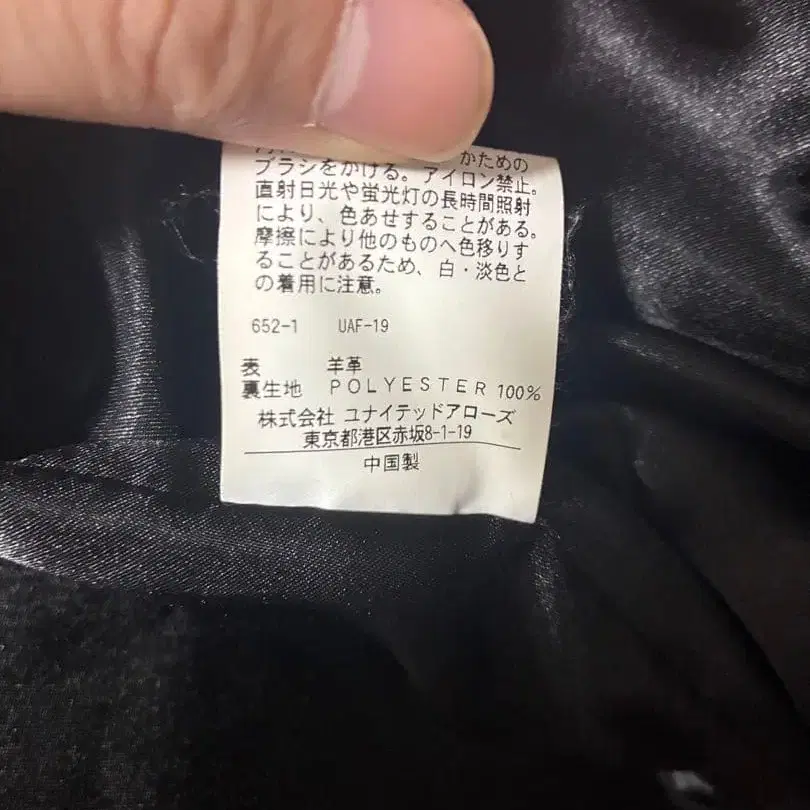 かための
ブラシをかける。アイロン禁止。
直射日光や蛍光灯の長時間照射
により、色あせすることがある。
摩擦により他のものへ色移りす
ることがあるため、白・淡色と
の着用に注意。
652-1 UAF-19
表 羊革
裏生地 POLYESTER 100%
株式会社 ユナイテッドアローズ
東京都港区赤坂8-1-19
中国製